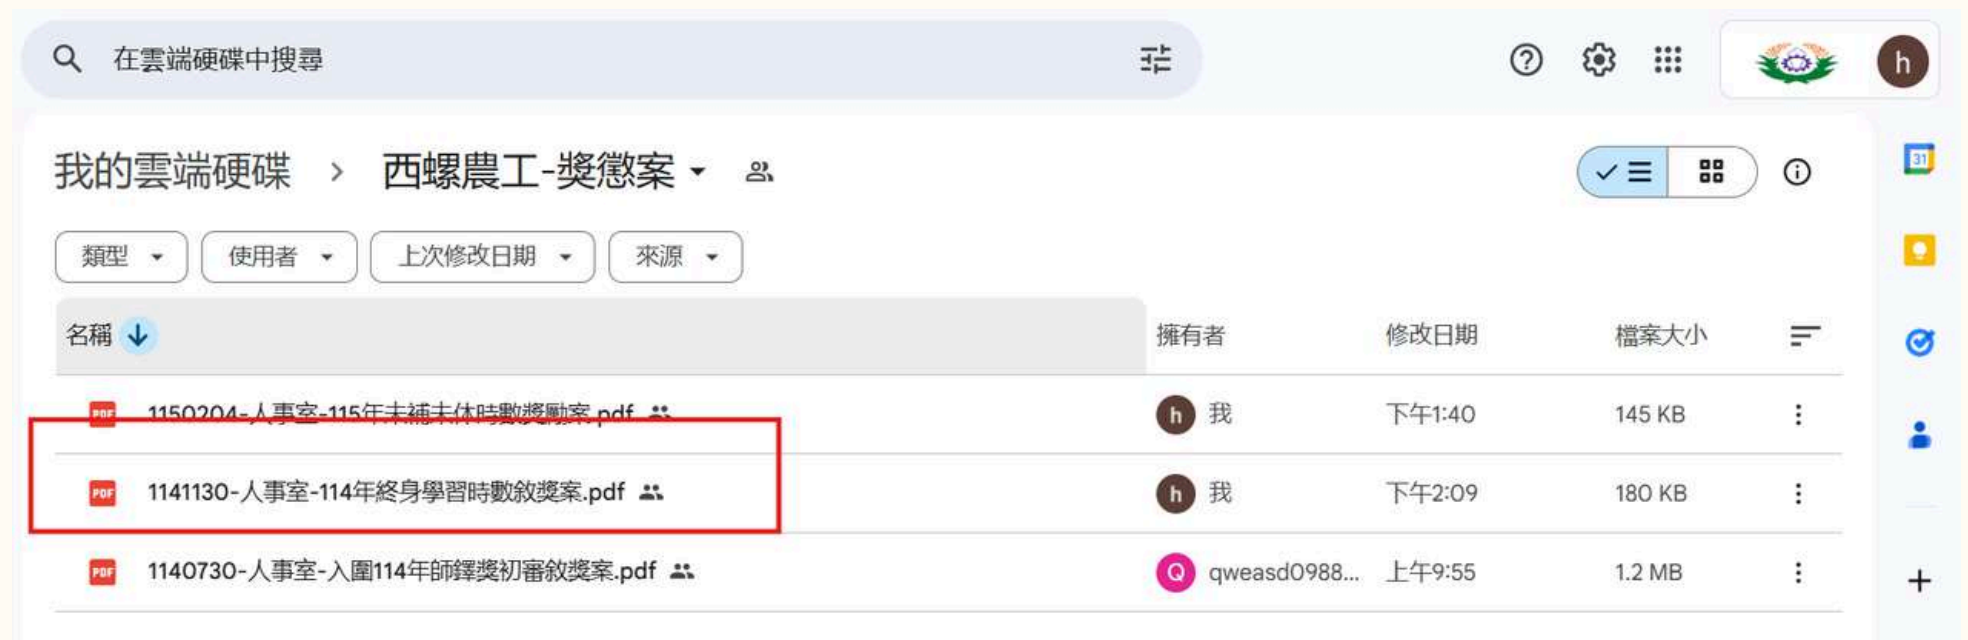 在雲端硬碟中搜尋
h
我的雲端硬碟 > 西螺農工-獎懲案
31
類型 使用者 上次修改日期 來源
名稱 擁有者 修改日期 檔案大小
PDF 1150204-人事室-115年未補未休時數獎勵案.pdf h 我 下午1:40 145 KB
PDF 1141130-人事室-114年終身學習時數敘獎案.pdf h 我 下午2:09 180 KB
PDF 1140730-人事室-入圍114年師鐸獎初審敘獎案.pdf Q qweasd0988... 上午9:55 1.2 MB